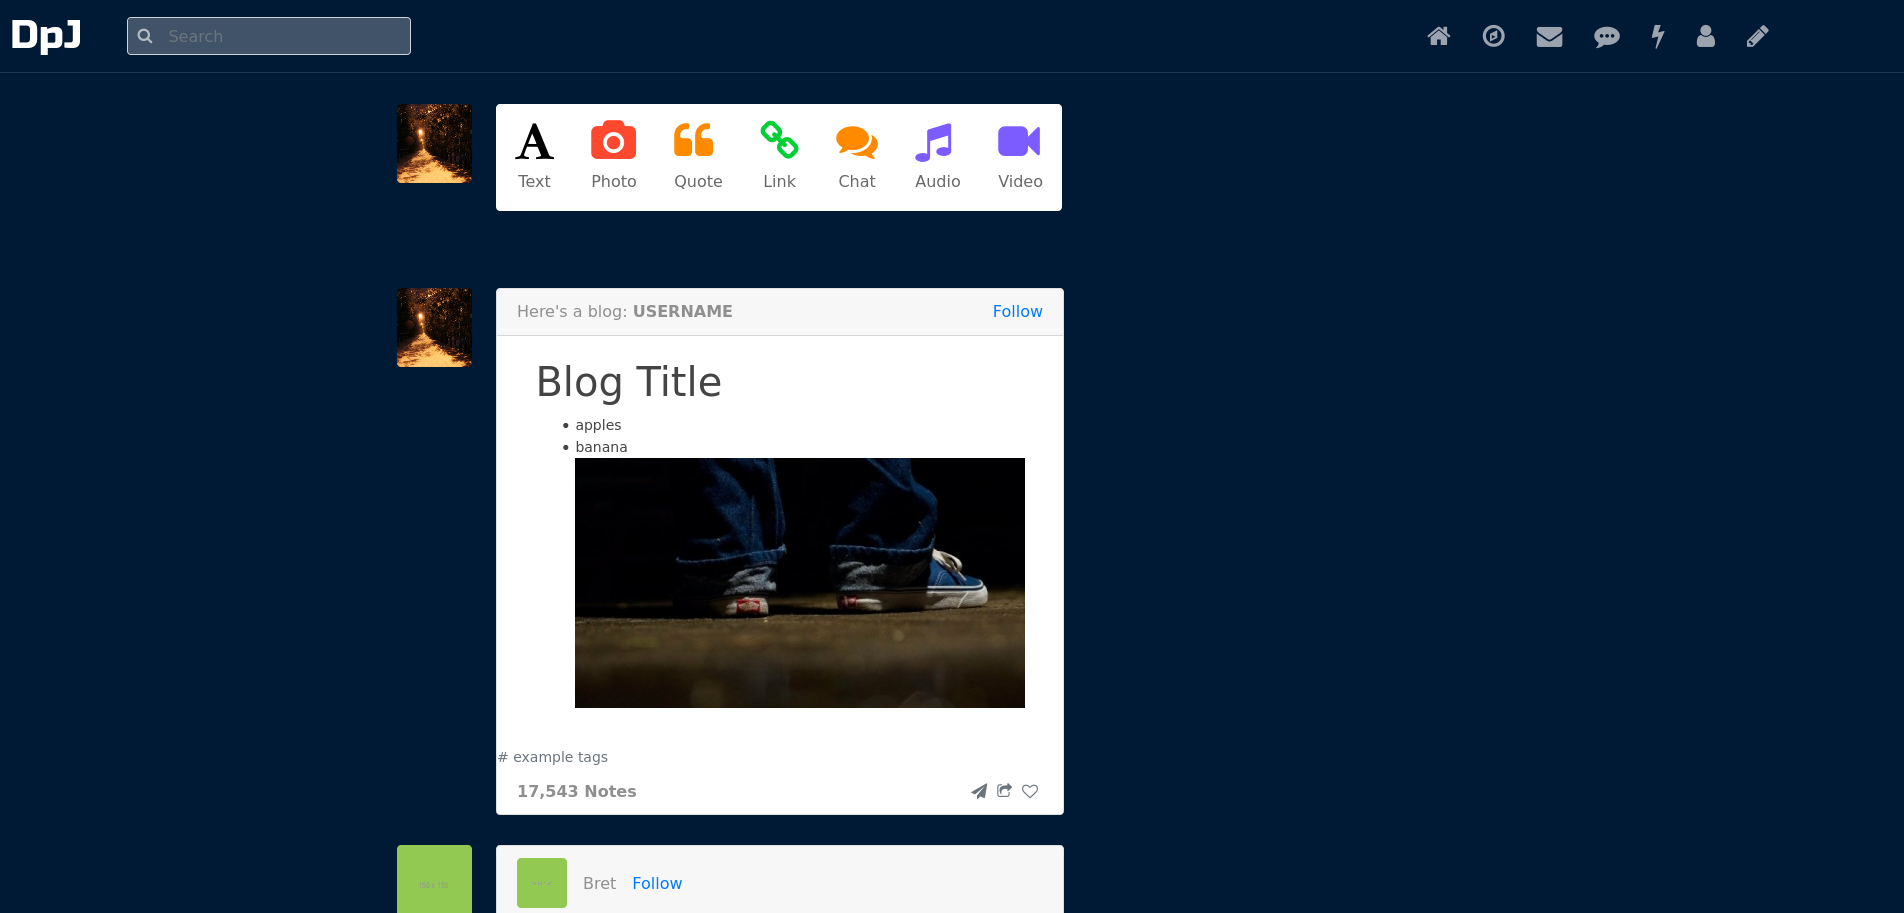 DpJ
Search
Text Photo Quote Link Chat Audio Video
Here's a blog: USERNAME Follow
Blog Title
• apples
• banana
# example tags
17,543 Notes
Bret Follow